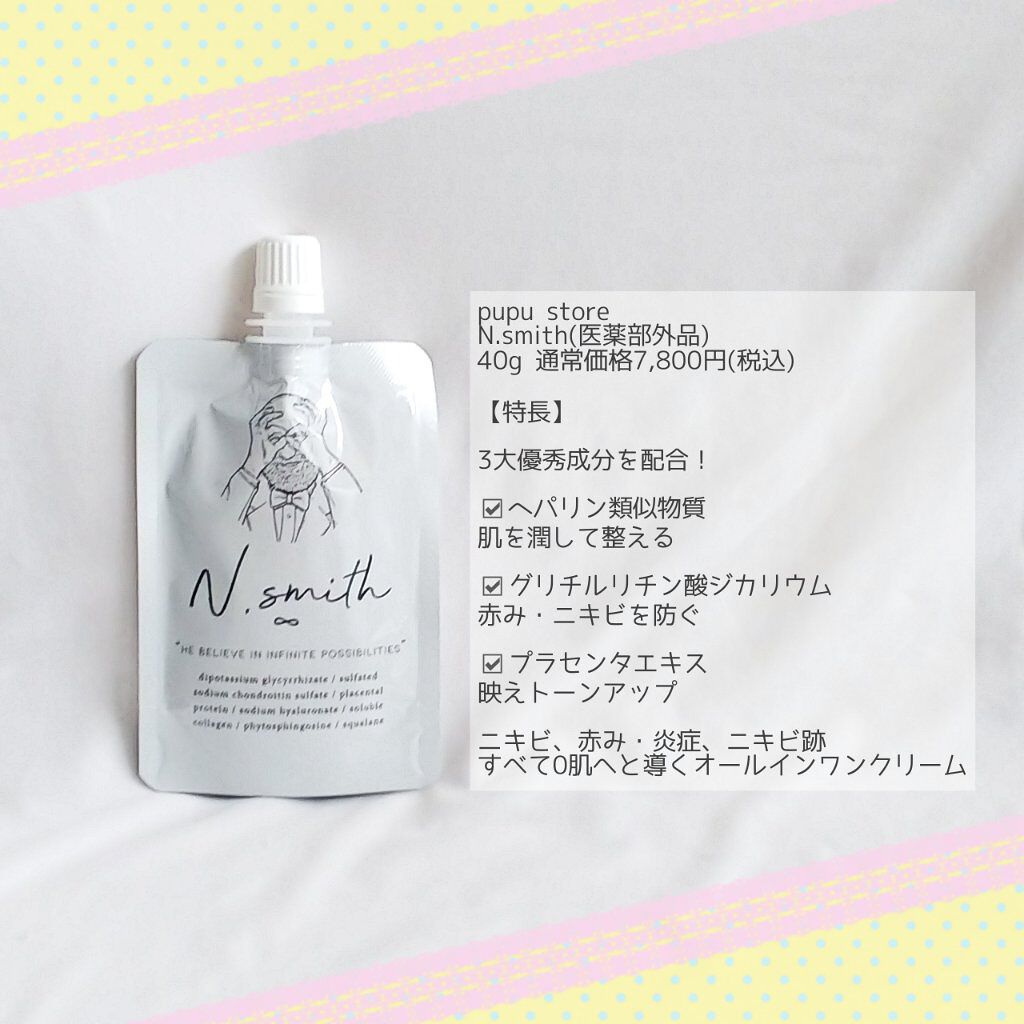 N.smith
∞
"HE BELIEVE IN INFINITE POSSIBILITIES"
dipotassium glycyrrhizate / sulfated
sodium chondroitin sulfate / placental
protein / sodium hyaluronate / soluble
collagen / phytosphingosine / squalane
pupu store
N.smith(医薬部外品)
40g 通常価格7,800円(税込)
【特長】
3大優秀成分を配合！
☑ヘパリン類似物質
肌を潤して整える
☑グリチルリチン酸ジカリウム
赤み・ニキビを防ぐ
☑プラセンタエキス
映えトーンアップ
ニキビ、赤み・炎症、ニキビ跡
すべて0肌へと導くオールインワンクリーム